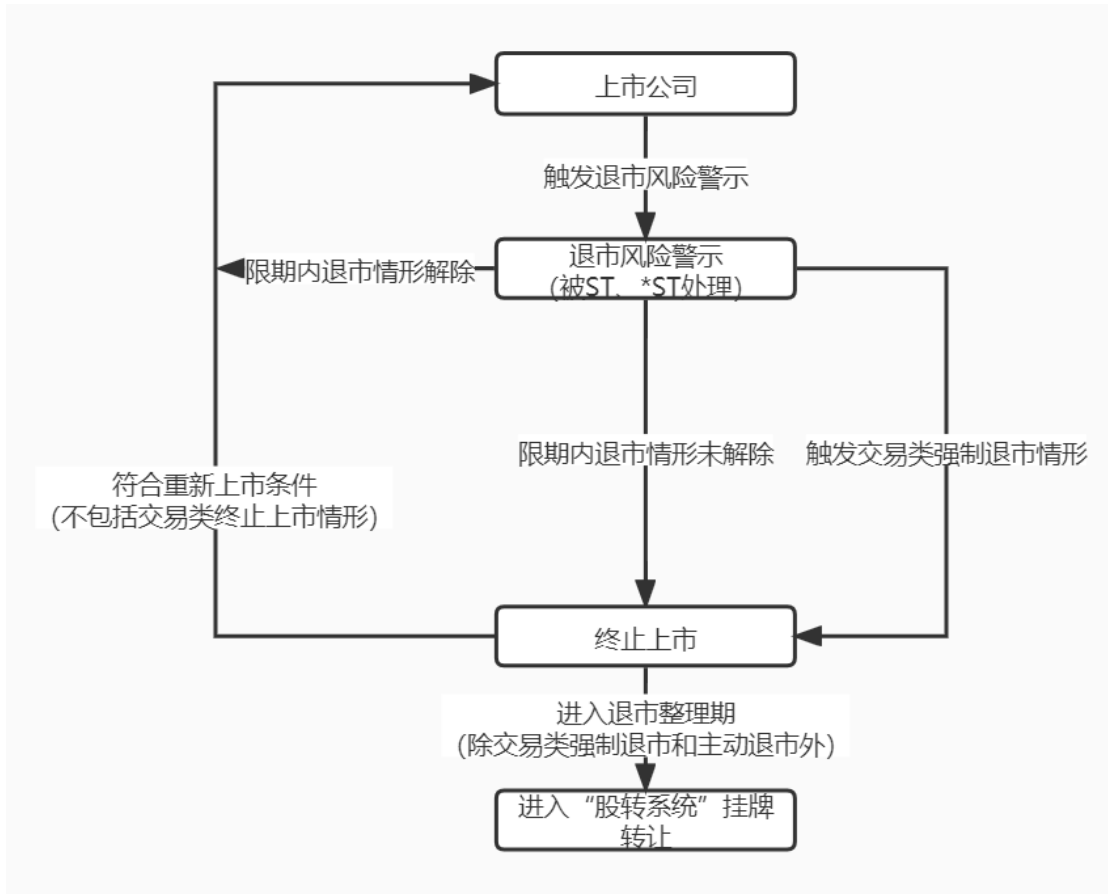 上市公司
触发退市风险警示
退市风险警示
（被ST、*ST处理）
限期内退市情形解除
限期内退市情形未解除
触发交易类强制退市情形
符合重新上市条件
（不包括交易类终止上市情形）
终止上市
进入退市整理期
（除交易类强制退市和主动退市外）
进入“股转系统”挂牌
转让